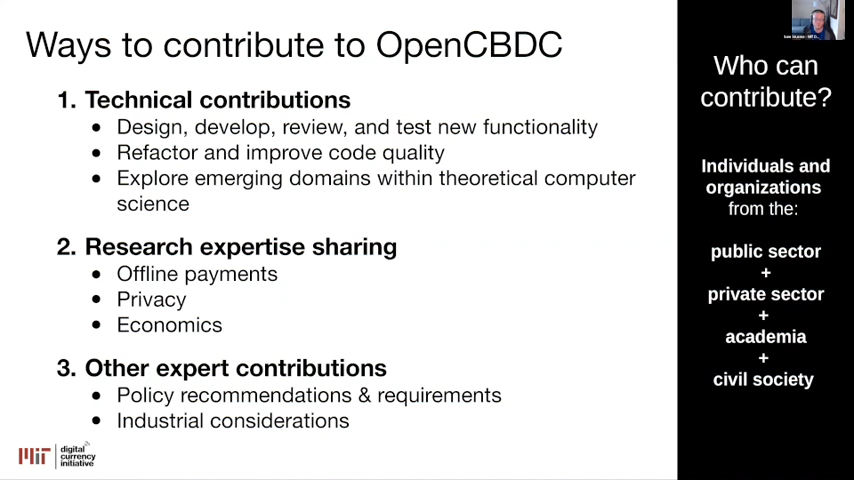 Ways to contribute to OpenCBDC
1. Technical contributions
• Design, develop, review, and test new functionality
• Refactor and improve code quality
• Explore emerging domains within theoretical computer
science
2. Research expertise sharing
• Offline payments
• Privacy
• Economics
3. Other expert contributions
• Policy recommendations & requirements
• Industrial considerations
MIT
digital
currency
initiative
Who can
contribute?
Individuals and
organizations
from the:
public sector
+
private sector
+
academia
+
civil society